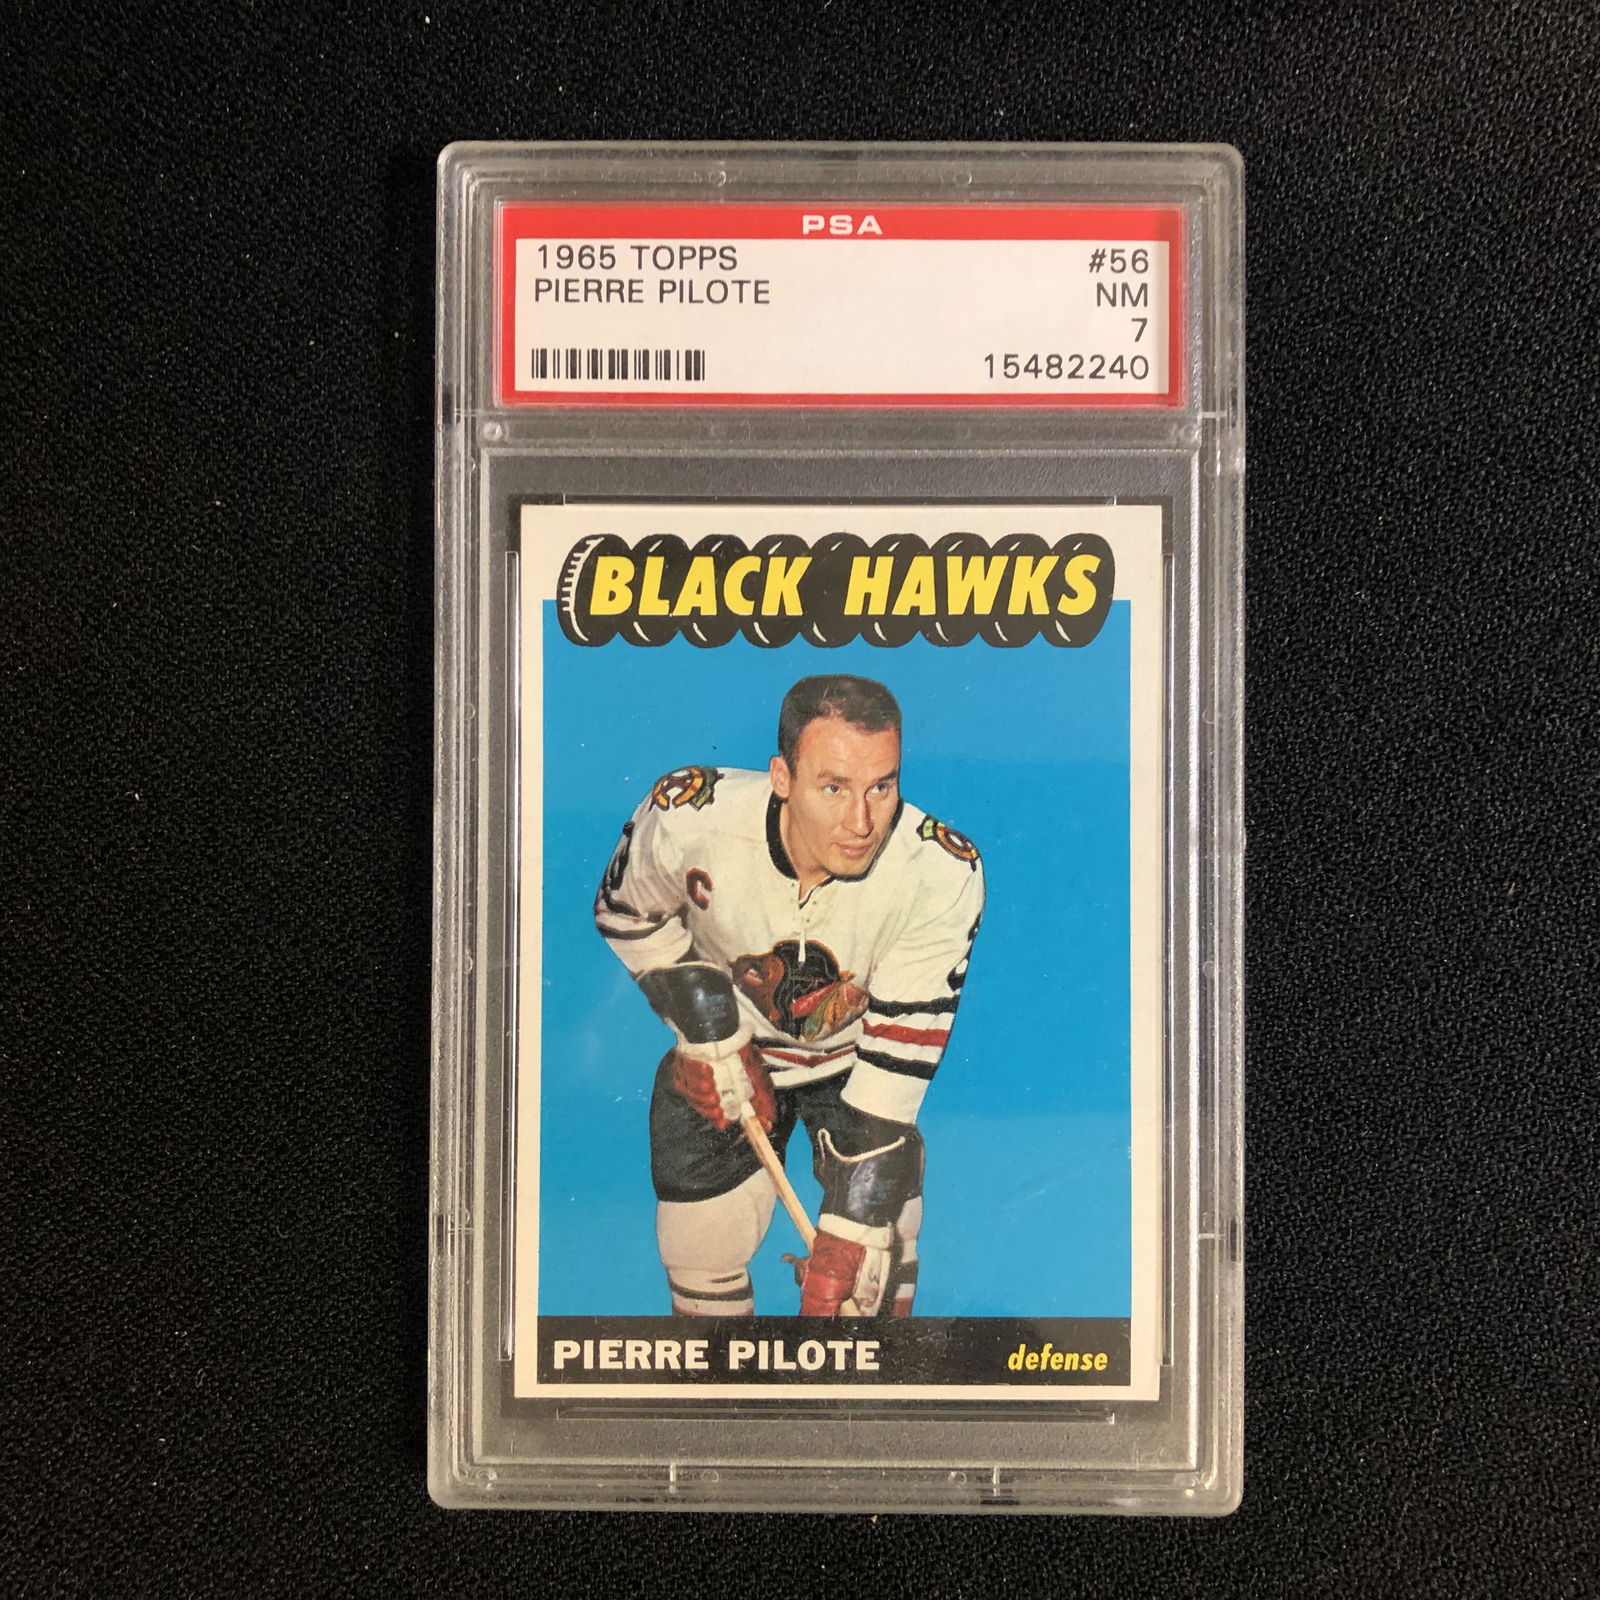 PSA
1965 TOPPS #56
PIERRE PILOTE NM
7
15482240
BLACK HAWKS
C
PIERRE PILOTE defense